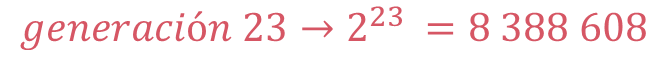 generación 23 → 2²³ = 8 388 608